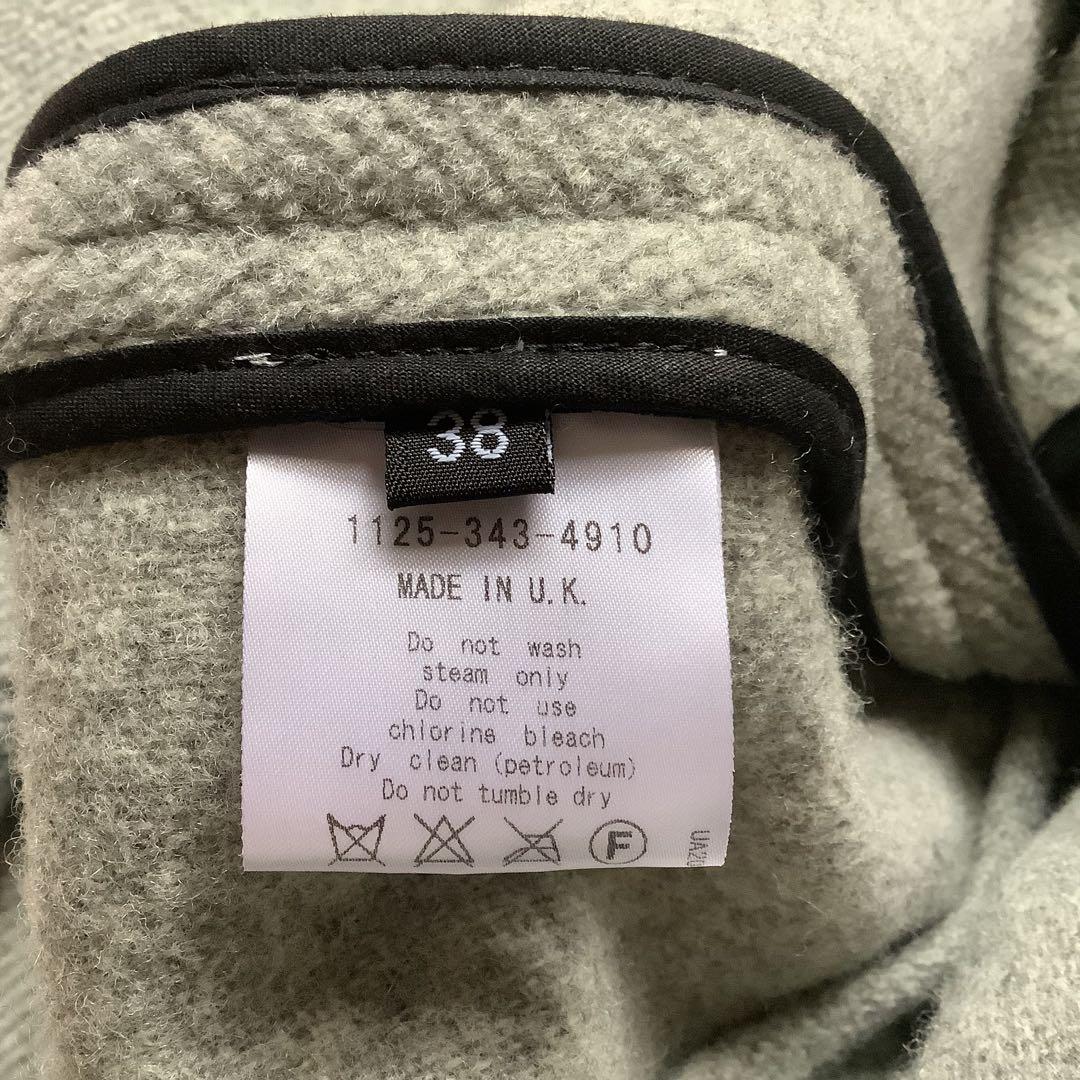 38
1125-343-4910
MADE IN U.K.
Do not wash
steam only
Do not use
chlorine bleach
Dry clean (petroleum)
Do not tumble dry
F
UA20